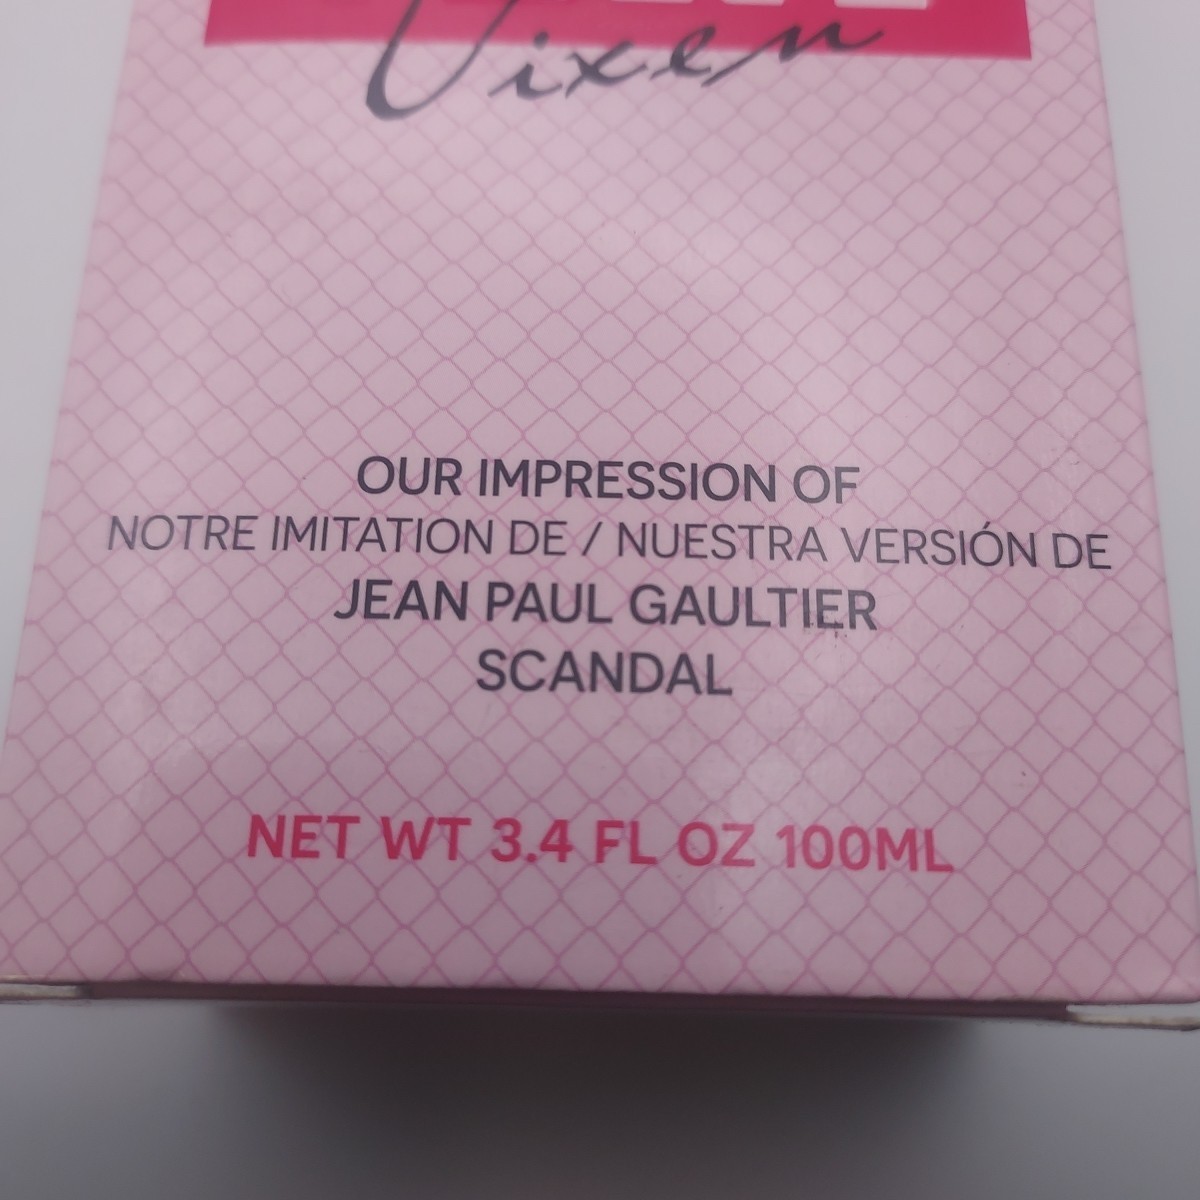 Vixen
OUR IMPRESSION OF
NOTRE IMITATION DE / NUESTRA VERSIÓN DE
JEAN PAUL GAULTIER
SCANDAL
NET WT 3.4 FL OZ 100ML